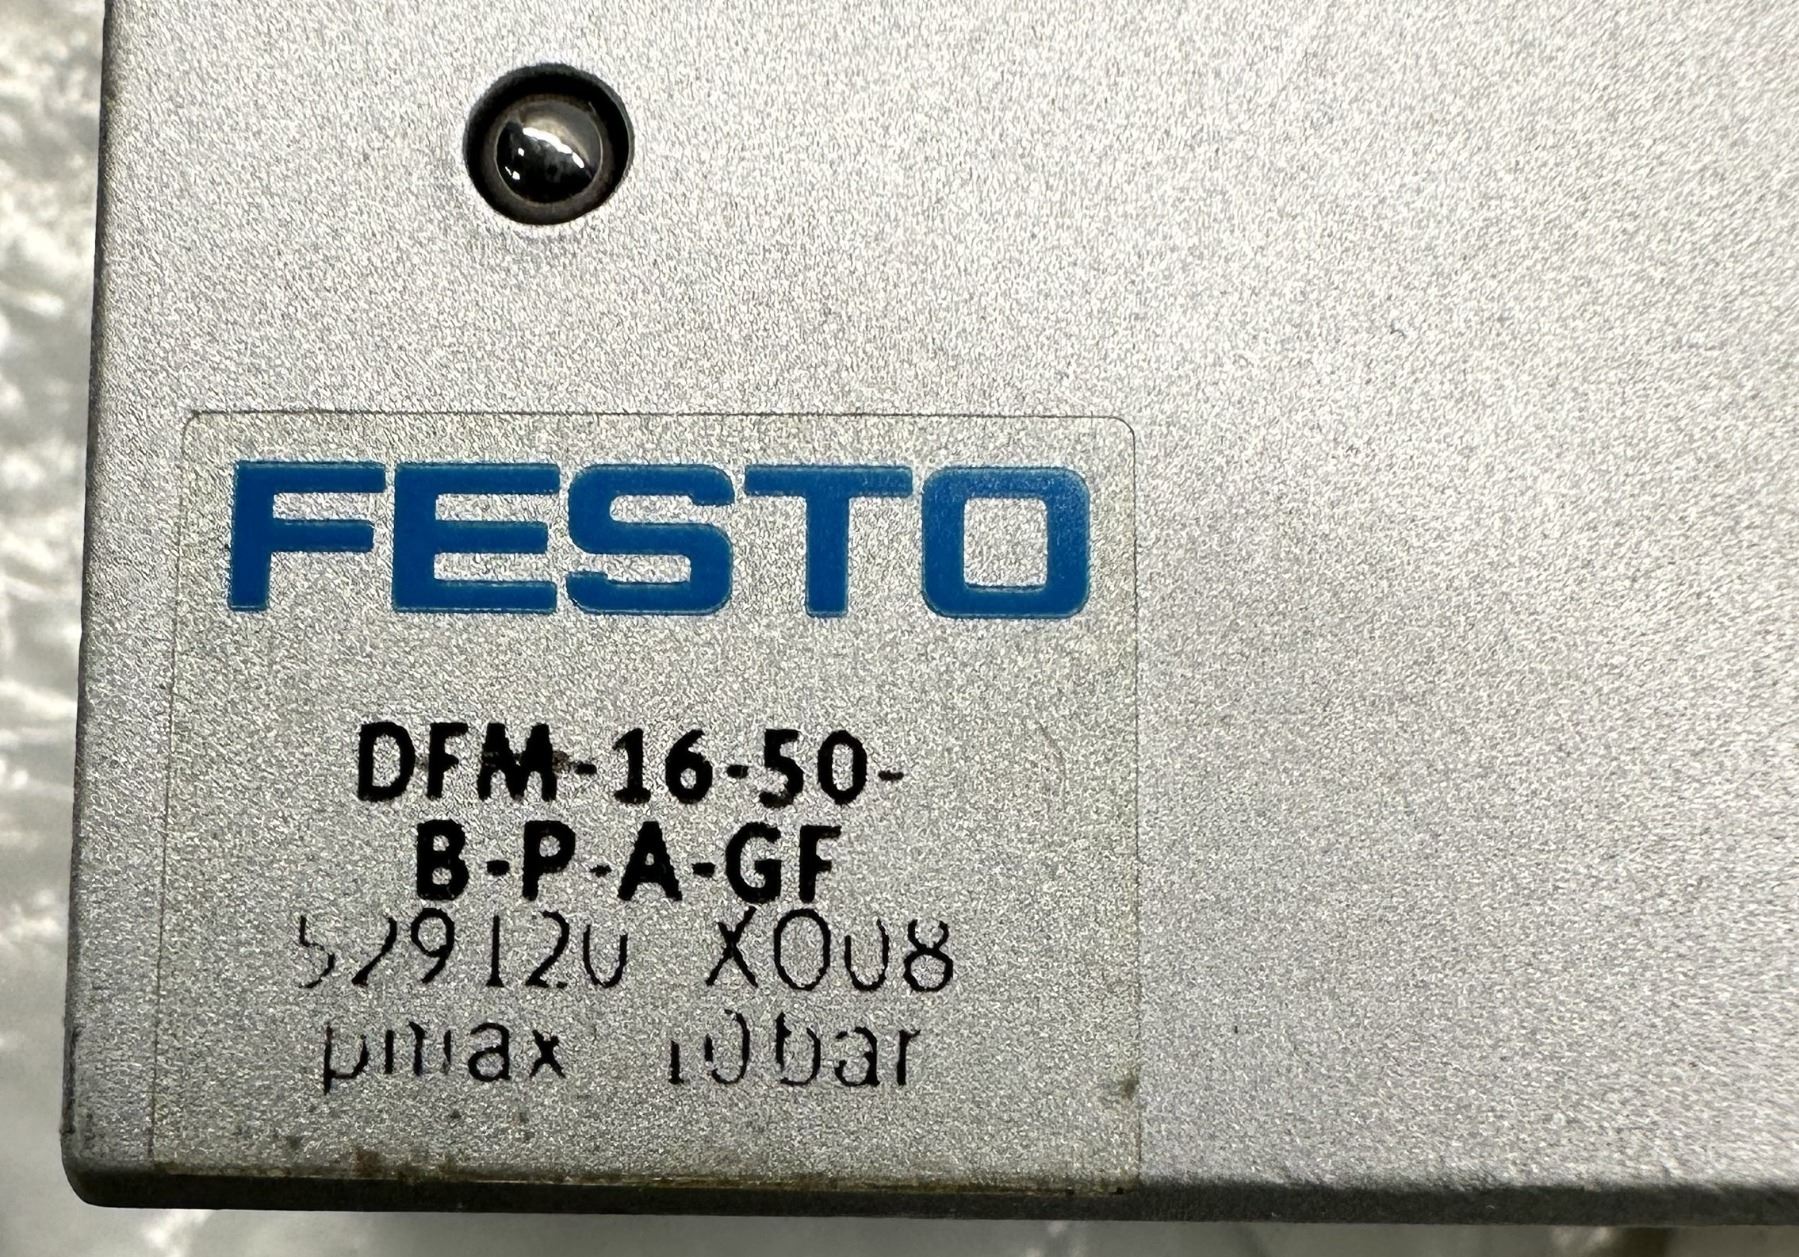 FESTO
DFM-16-50-
B-P-A-GF
529120 X008
pmax 10bar